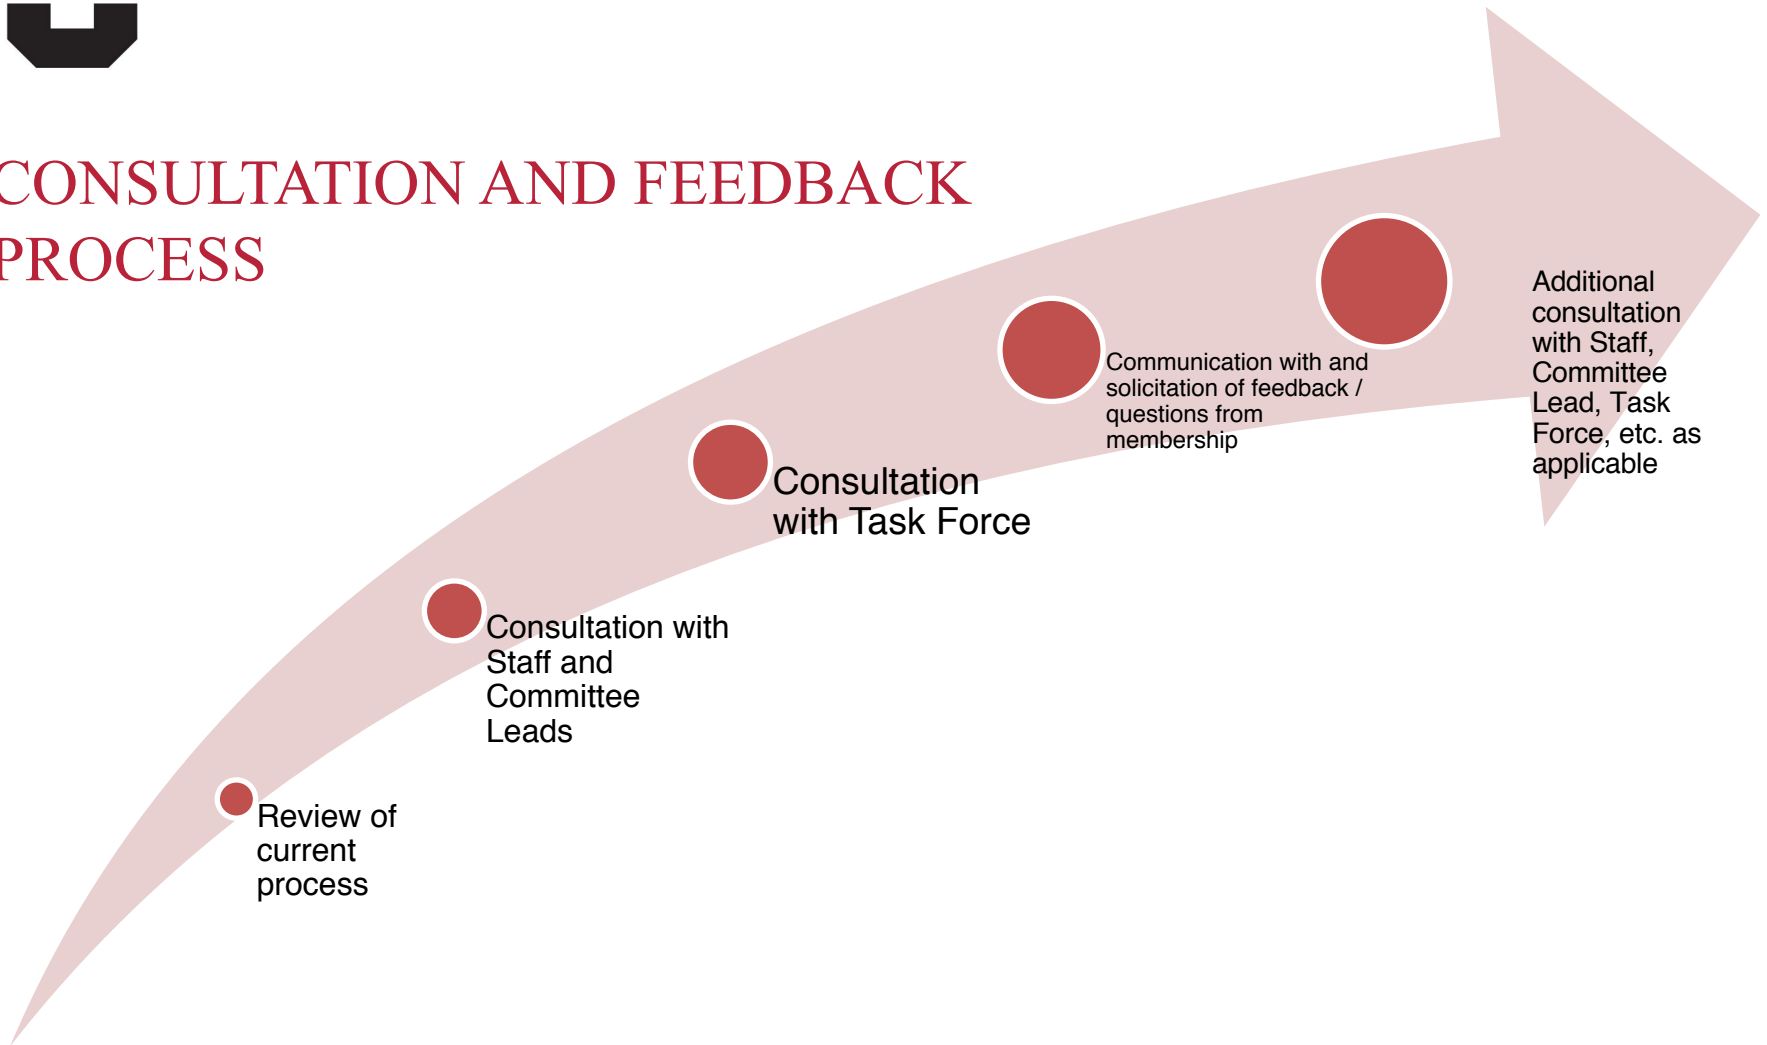 CONSULTATION AND FEEDBACK
PROCESS
Review of
current
process
Consultation with
Staff and
Committee
Leads
Consultation
with Task Force
Communication with and
solicitation of feedback /
questions from
membership
Additional
consultation
with Staff,
Committee
Lead, Task
Force, etc. as
applicable